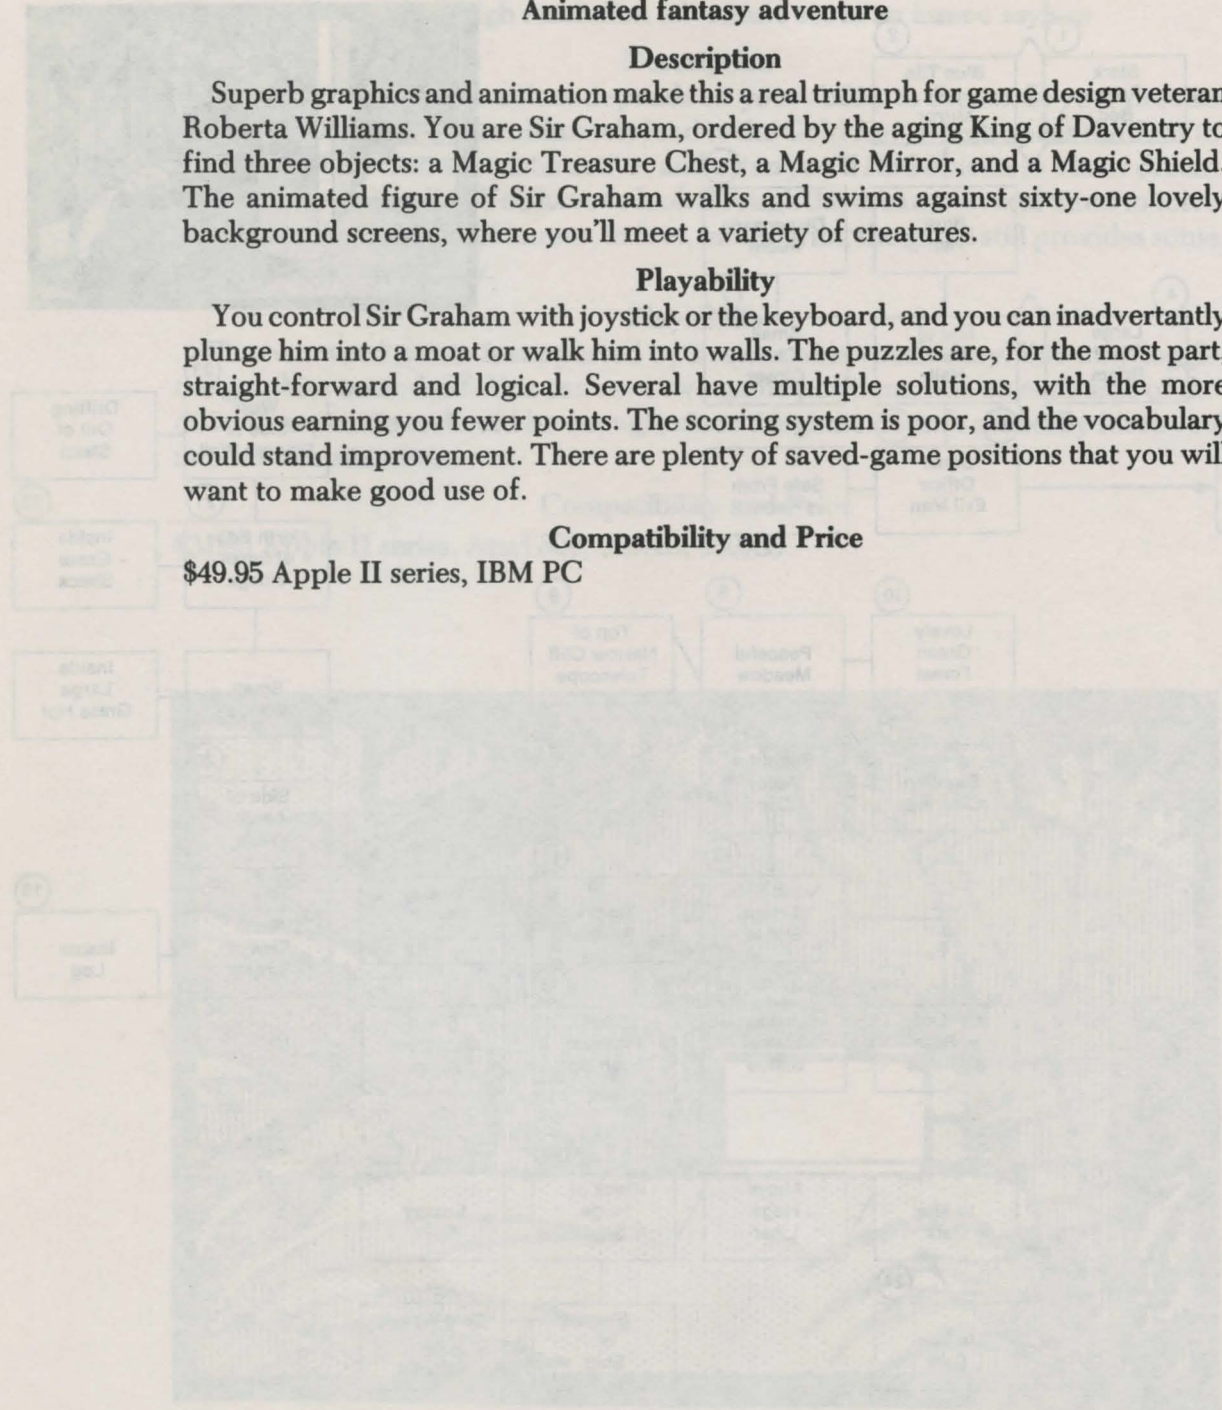 Animated fantasy adventure
Description
Superb graphics and animation make this a real triumph for game design veteran
Roberta Williams. You are Sir Graham, ordered by the aging King of Daventry to
find three objects: a Magic Treasure Chest, a Magic Mirror, and a Magic Shield.
The animated figure of Sir Graham walks and swims against sixty-one lovely
background screens, where you'll meet a variety of creatures.
Playability
You control Sir Graham with joystick or the keyboard, and you can inadvertantly
plunge him into a moat or walk him into walls. The puzzles are, for the most part,
straight-forward and logical. Several have multiple solutions, with the more
obvious earning you fewer points. The scoring system is poor, and the vocabulary
could stand improvement. There are plenty of saved-game positions that you will
want to make good use of.
Compatibility and Price
$49.95 Apple II series, IBM PC